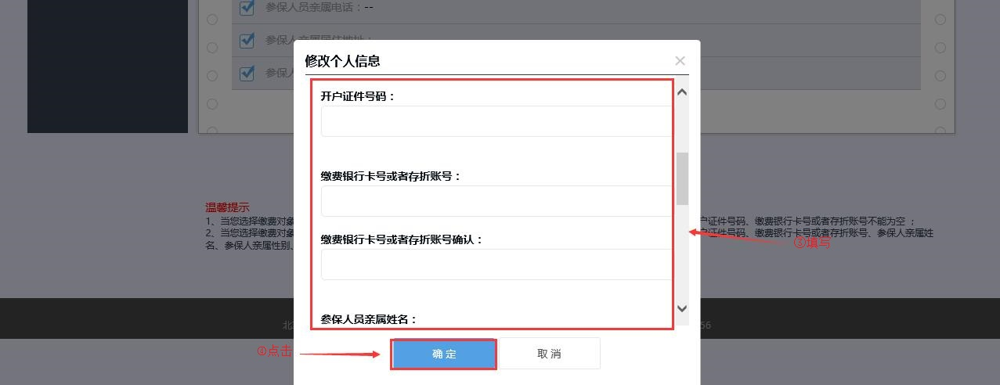 参保人员亲属电话：--
参保人亲属居住地址：
参保人
修改个人信息
开户证件号码：
缴费银行卡号或者存折账号：
缴费银行卡号或者存折账号确认：
参保人员亲属姓名：
确 定
取 消
温馨提示
1、当您选择缴费对象
户证件号码、缴费银行卡号或者存折账号不能为空 ；
2、当您选择缴费对象
户证件号码、缴费银行卡号或者存折账号、参保人亲属姓
名、参保人亲属性别、
③填写
北
56
④点击